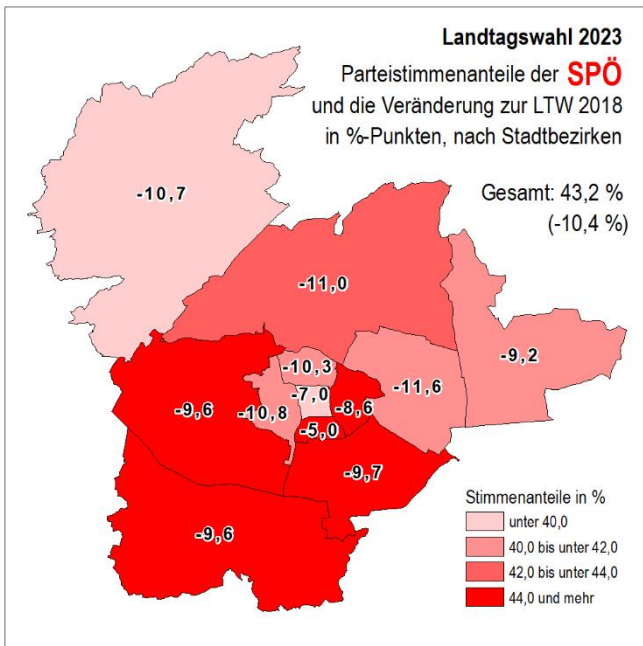 Landtagswahl 2023
Parteistimmenanteile der SPÖ
und die Veränderung zur LTW 2018
in %-Punkten, nach Stadtbezirken
Gesamt: 43,2 %
(-10,4 %)
-10,7
-11,0
-9,2
-10,3
-11,6
-7,0
-9,6
-10,8
-8,6
-5,0
-9,7
-9,6
Stimmenanteile in %
unter 40,0
40,0 bis unter 42,0
42,0 bis unter 44,0
44,0 und mehr